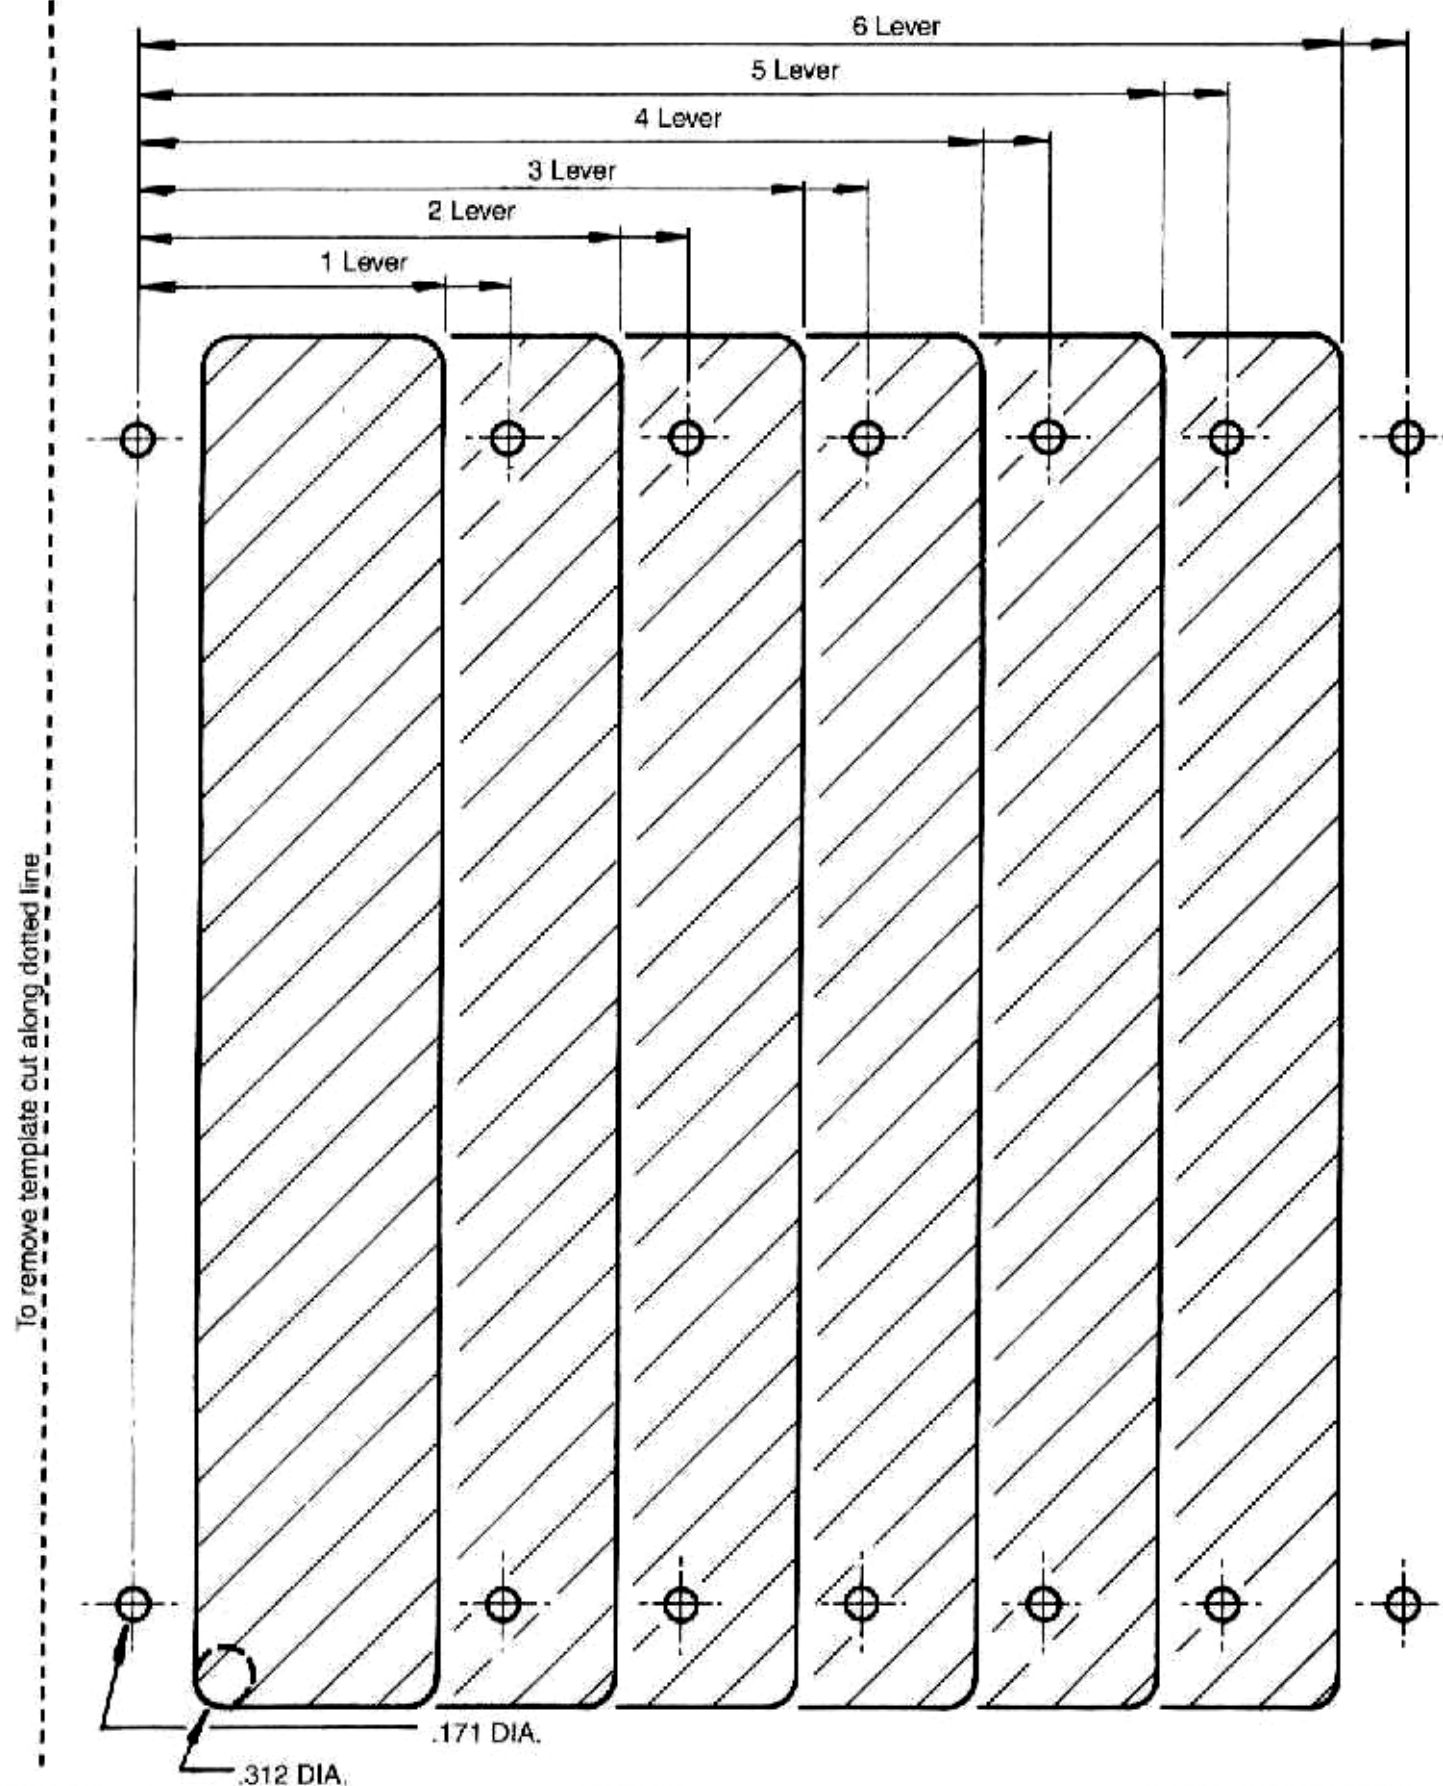 6 Lever
5 Lever
4 Lever
3 Lever
2 Lever
1 Lever
To remove template cut along dotted line
.171 DIA.
.312 DIA.